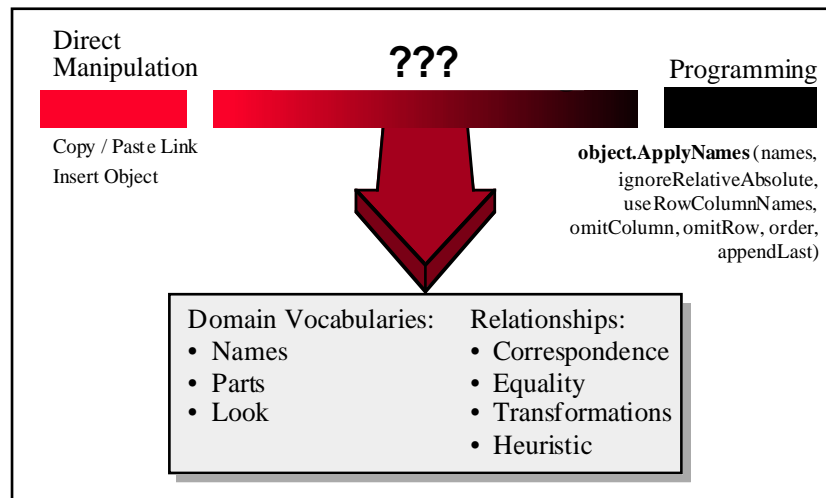 Direct
Manipulation
???
Programming
Copy / Paste Link
Insert Object
object.ApplyNames (names,
ignoreRelativeAbsolute,
useRowColumnNames,
omitColumn, omitRow, order,
appendLast)
Domain Vocabularies:
• Names
• Parts
• Look
Relationships:
• Correspondence
• Equality
• Transformations
• Heuristic